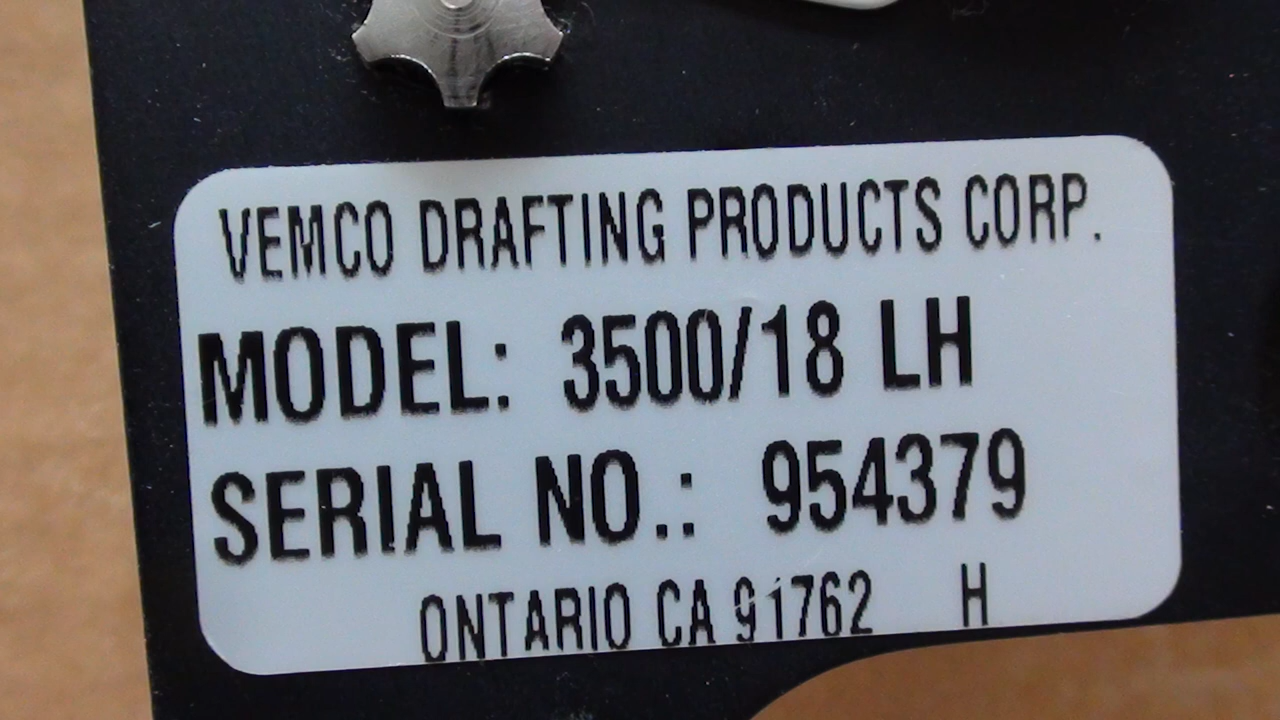 VEMCO DRAFTING PRODUCTS CORP.
MODEL: 3500/18 LH
SERIAL NO.: 954379
ONTARIO CA 91762 H